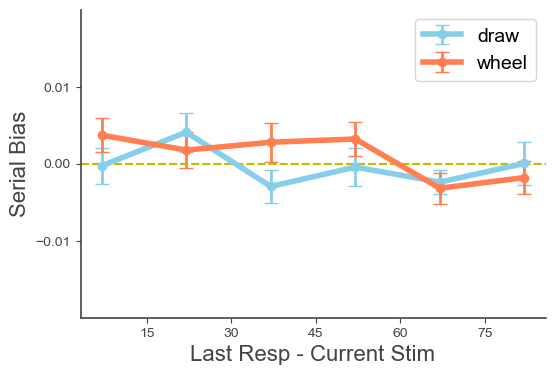 draw
wheel
0.01
0.00
−0.01
Serial Bias
15 30 45 60 75
Last Resp - Current Stim